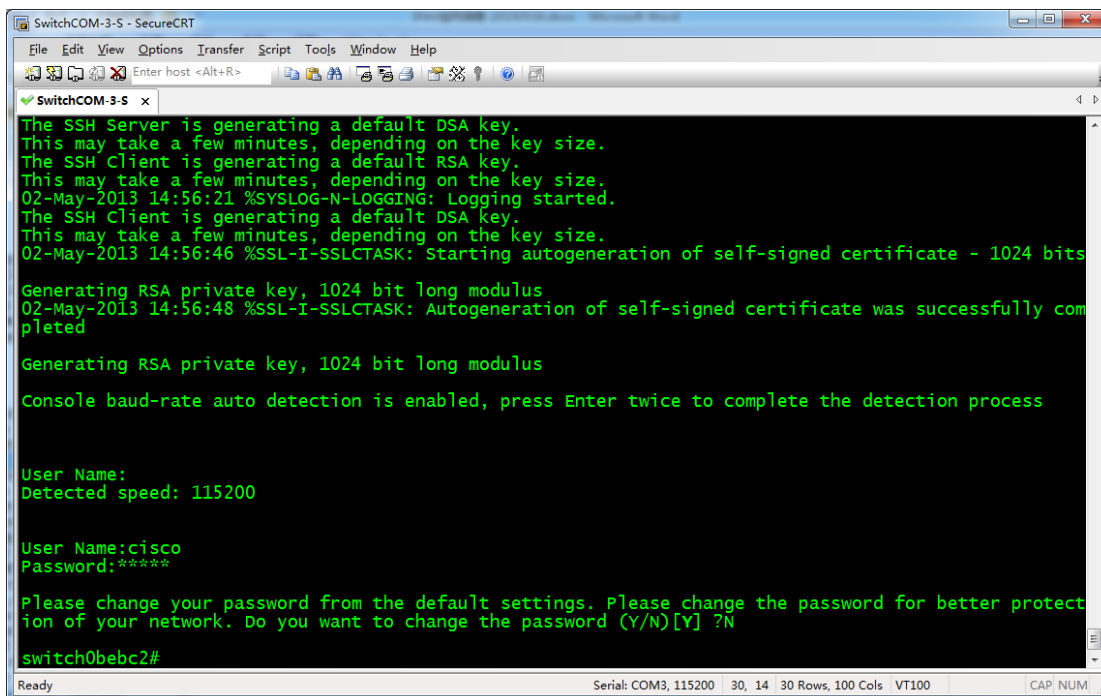 SwitchCOM-3-S - SecureCRT
File Edit View Options Transfer Script Tools Window Help
Enter host <Alt+R>
SwitchCOM-3-S x
The SSH Server is generating a default DSA key.
This may take a few minutes, depending on the key size.
The SSH Client is generating a default RSA key.
This may take a few minutes, depending on the key size.
02-May-2013 14:56:21 %SYSLOG-N-LOGGING: Logging started.
The SSH Client is generating a default DSA key.
This may take a few minutes, depending on the key size.
02-May-2013 14:56:46 %SSL-I-SSLCTASK: Starting autogeneration of self-signed certificate - 1024 bits
Generating RSA private key, 1024 bit long modulus
02-May-2013 14:56:48 %SSL-I-SSLCTASK: Autogeneration of self-signed certificate was successfully com
pleted
Generating RSA private key, 1024 bit long modulus
Console baud-rate auto detection is enabled, press Enter twice to complete the detection process
User Name:
Detected speed: 115200
User Name:cisco
Password:*****
Please change your password from the default settings. Please change the password for better protect
ion of your network. Do you want to change the password (Y/N)[Y] ?N
switch0bebc2#
Ready Serial: COM3, 115200 30, 14 30 Rows, 100 Cols VT100 CAP NUM